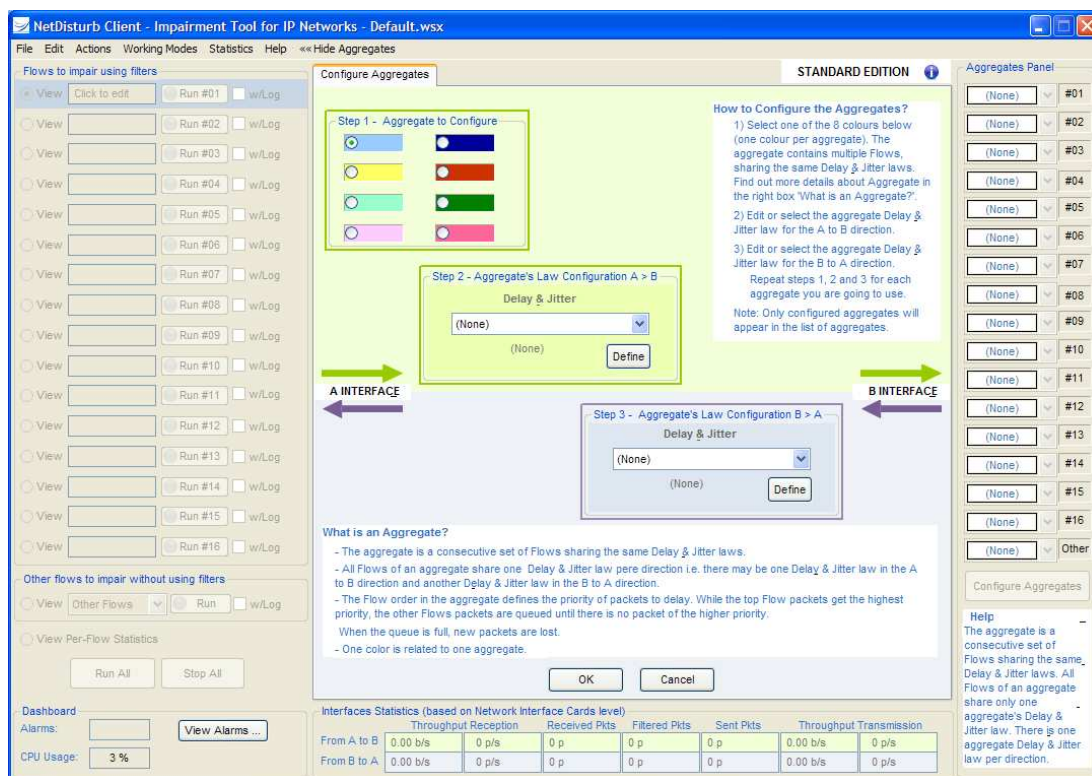 NetDisturb Client - Impairment Tool for IP Networks - Default.wsx
File Edit Actions Working Modes Statistics Help «« Hide Aggregates
Flows to impair using filters
View Click to edit Run #01 w/Log
View Run #02 w/Log
View Run #03 w/Log
View Run #04 w/Log
View Run #05 w/Log
View Run #06 w/Log
View Run #07 w/Log
View Run #08 w/Log
View Run #09 w/Log
View Run #10 w/Log
View Run #11 w/Log
View Run #12 w/Log
View Run #13 w/Log
View Run #14 w/Log
View Run #15 w/Log
View Run #16 w/Log
Other flows to impair without using filters
View Other Flows Run w/Log
View Per-Flow Statistics
Run All Stop All
Dashboard
Alarms: View Alarms ...
CPU Usage: 3 %
Configure Aggregates
STANDARD EDITION
Step 1 - Aggregate to Configure
How to Configure the Aggregates?
1) Select one of the 8 colours below
(one colour per aggregate). The
aggregate contains multiple Flows,
sharing the same Delay & Jitter laws.
Find out more details about Aggregate in
the right box 'What is an Aggregate?'.
2) Edit or select the aggregate Delay &
Jitter law for the A to B direction.
3) Edit or select the aggregate Delay &
Jitter law for the B to A direction.
Repeat steps 1, 2 and 3 for each
aggregate you are going to use.
Note: Only configured aggregates will
appear in the list of aggregates.
Step 2 - Aggregate's Law Configuration A > B
Delay & Jitter
(None)
(None)
Define
A INTERFACE
B INTERFACE
Step 3 - Aggregate's Law Configuration B > A
Delay & Jitter
(None)
(None)
Define
What is an Aggregate?
- The aggregate is a consecutive set of Flows sharing the same Delay & Jitter laws.
- All Flows of an aggregate share one Delay & Jitter law pere direction i.e. there may be one Delay & Jitter law in the A
to B direction and another Delay & Jitter law in the B to A direction.
- The Flow order in the aggregate defines the priority of packets to delay. While the top Flow packets get the highest
priority, the other Flows packets are queued until there is no packet of the higher priority.
When the queue is full, new packets are lost.
- One color is related to one aggregate.
OK Cancel
Interfaces Statistics (based on Network Interface Cards level)
Throughput Reception Received Pkts Filtered Pkts Sent Pkts Throughput Transmission
From A to B 0.00 b/s 0 p/s 0 p 0 p 0 p 0.00 b/s 0 p/s
From B to A 0.00 b/s 0 p/s 0 p 0 p 0 p 0.00 b/s 0 p/s
Aggregates Panel
(None) #01
(None) #02
(None) #03
(None) #04
(None) #05
(None) #06
(None) #07
(None) #08
(None) #09
(None) #10
(None) #11
(None) #12
(None) #13
(None) #14
(None) #15
(None) #16
(None) Other
Configure Aggregates
Help
The aggregate is a
consecutive set of
Flows sharing the same
Delay & Jitter laws. All
Flows of an aggregate
share only one
aggregate's Delay &
Jitter law. There is one
aggregate Delay & Jitter
law per direction.